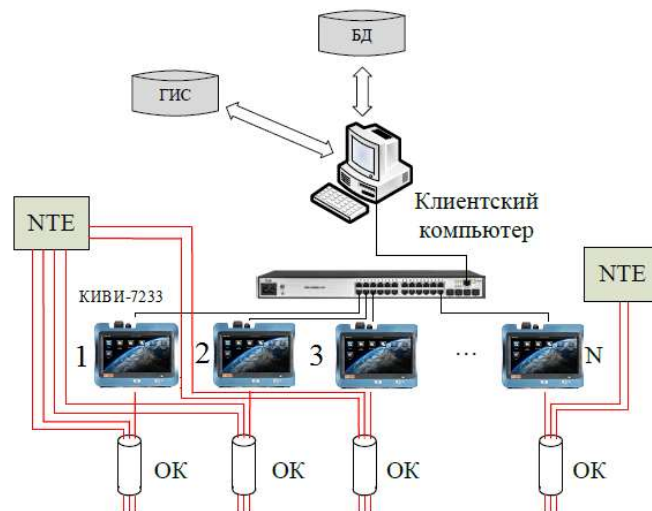 БД
ГИС
Клиентский
компьютер
NTE
NTE
КИВИ-7233
1
2
3
...
N
ОК
ОК
ОК
ОК